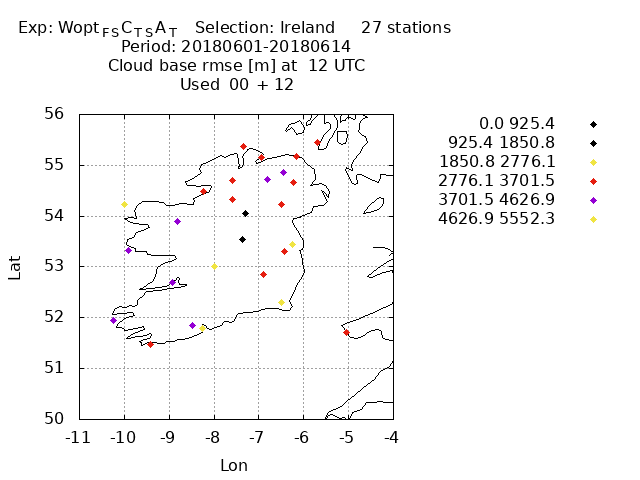 Exp: Wopt FS C T S A T Selection: Ireland 27 stations
Period: 20180601-20180614
Cloud base rmse [m] at 12 UTC
Used 00 + 12
0.0 925.4
925.4 1850.8
1850.8 2776.1
2776.1 3701.5
3701.5 4626.9
4626.9 5552.3
56
55
54
53
52
51
50
Lat
-11 -10 -9 -8 -7 -6 -5 -4
Lon